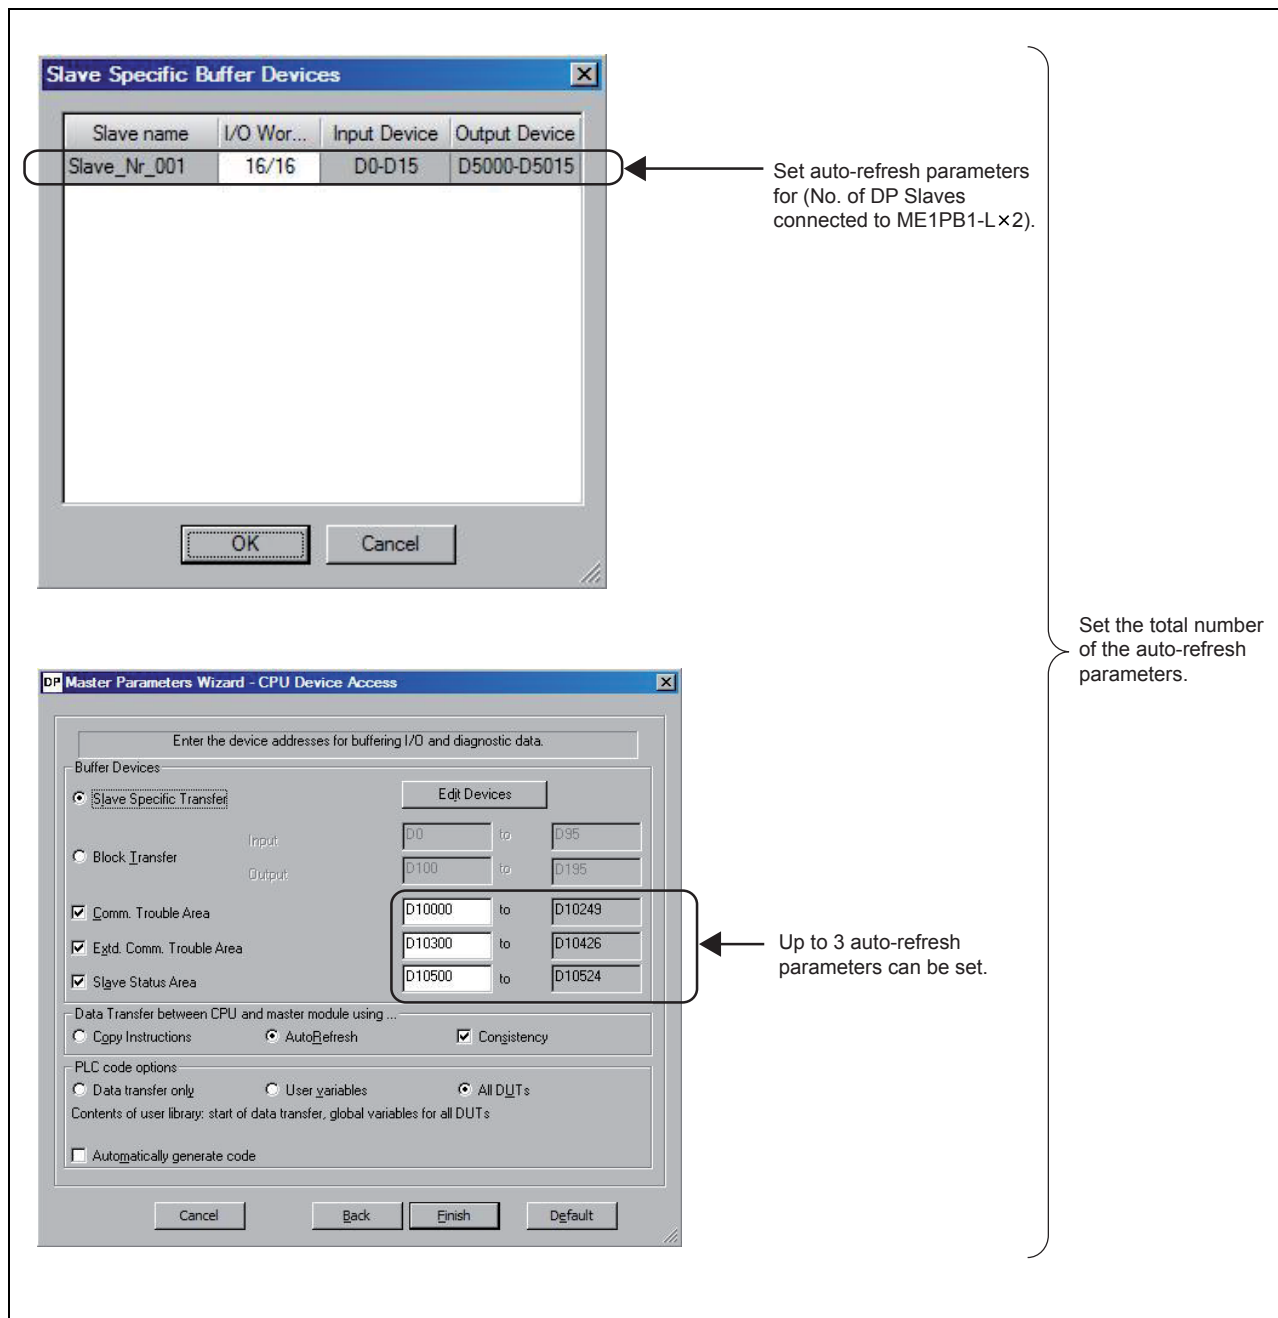 Slave Specific Buffer Devices
Slave name I/O Wor... Input Device Output Device
Slave_Nr_001 16/16 D0-D15 D5000-D5015
OK Cancel
Set auto-refresh parameters
for (No. of DP Slaves
connected to ME1PB1-L×2).
Set the total number
of the auto-refresh
parameters.
DP Master Parameters Wizard - CPU Device Access
Enter the device addresses for buffering I/O and diagnostic data.
Buffer Devices
Slave Specific Transfer Edit Devices
Input D0 to D95
Block Transfer
Output D100 to D195
Comm. Trouble Area D10000 to D10249
Extd. Comm. Trouble Area D10300 to D10426
Slave Status Area D10500 to D10524
Up to 3 auto-refresh
parameters can be set.
Data Transfer between CPU and master module using ...
Copy Instructions AutoRefresh Consistency
PLC code options
Data transfer only User variables All DUTs
Contents of user library: start of data transfer, global variables for all DUTs
Automatically generate code
Cancel Back Finish Default